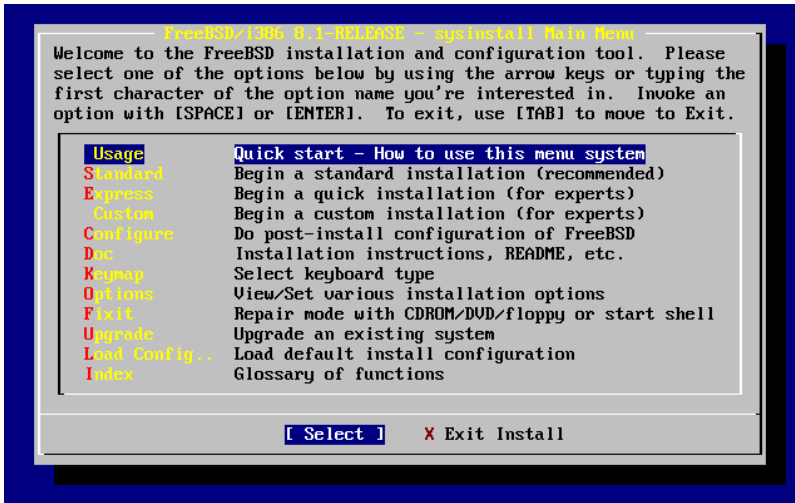 FreeBSD/i386 8.1-RELEASE - sysinstall Main Menu
Welcome to the FreeBSD installation and configuration tool.  Please
select one of the options below by using the arrow keys or typing the
first character of the option name you're interested in.  Invoke an
option with [SPACE] or [ENTER].  To exit, use [TAB] to move to Exit.
Usage Quick start - How to use this menu system
Standard Begin a standard installation (recommended)
Express Begin a quick installation (for experts)
Custom Begin a custom installation (for experts)
Configure Do post-install configuration of FreeBSD
Doc Installation instructions, README, etc.
Keymap Select keyboard type
Options View/Set various installation options
Fixit Repair mode with CDROM/DVD/floppy or start shell
Upgrade Upgrade an existing system
Load Config.. Load default install configuration
Index Glossary of functions
[ Select ] X Exit Install